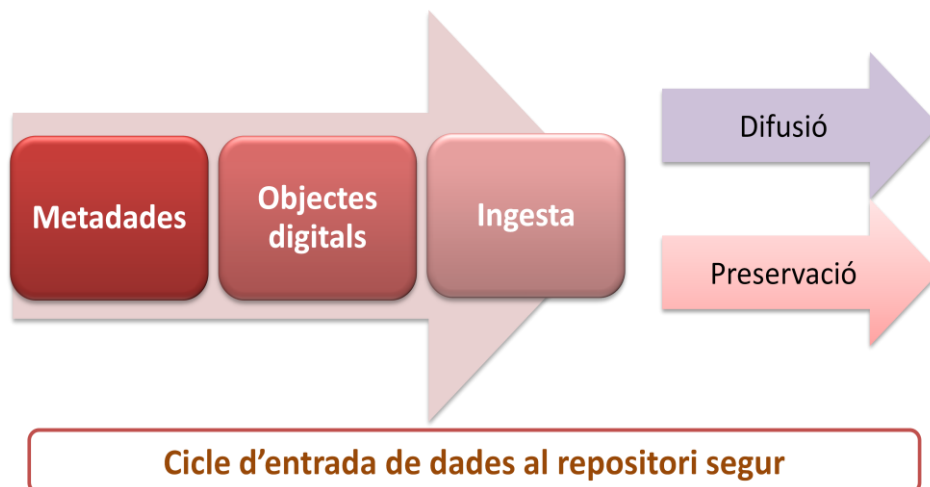 Metadades
Objectes
digitals
Ingesta
Difusió
Preservació
Cicle d’entrada de dades al repositori segur